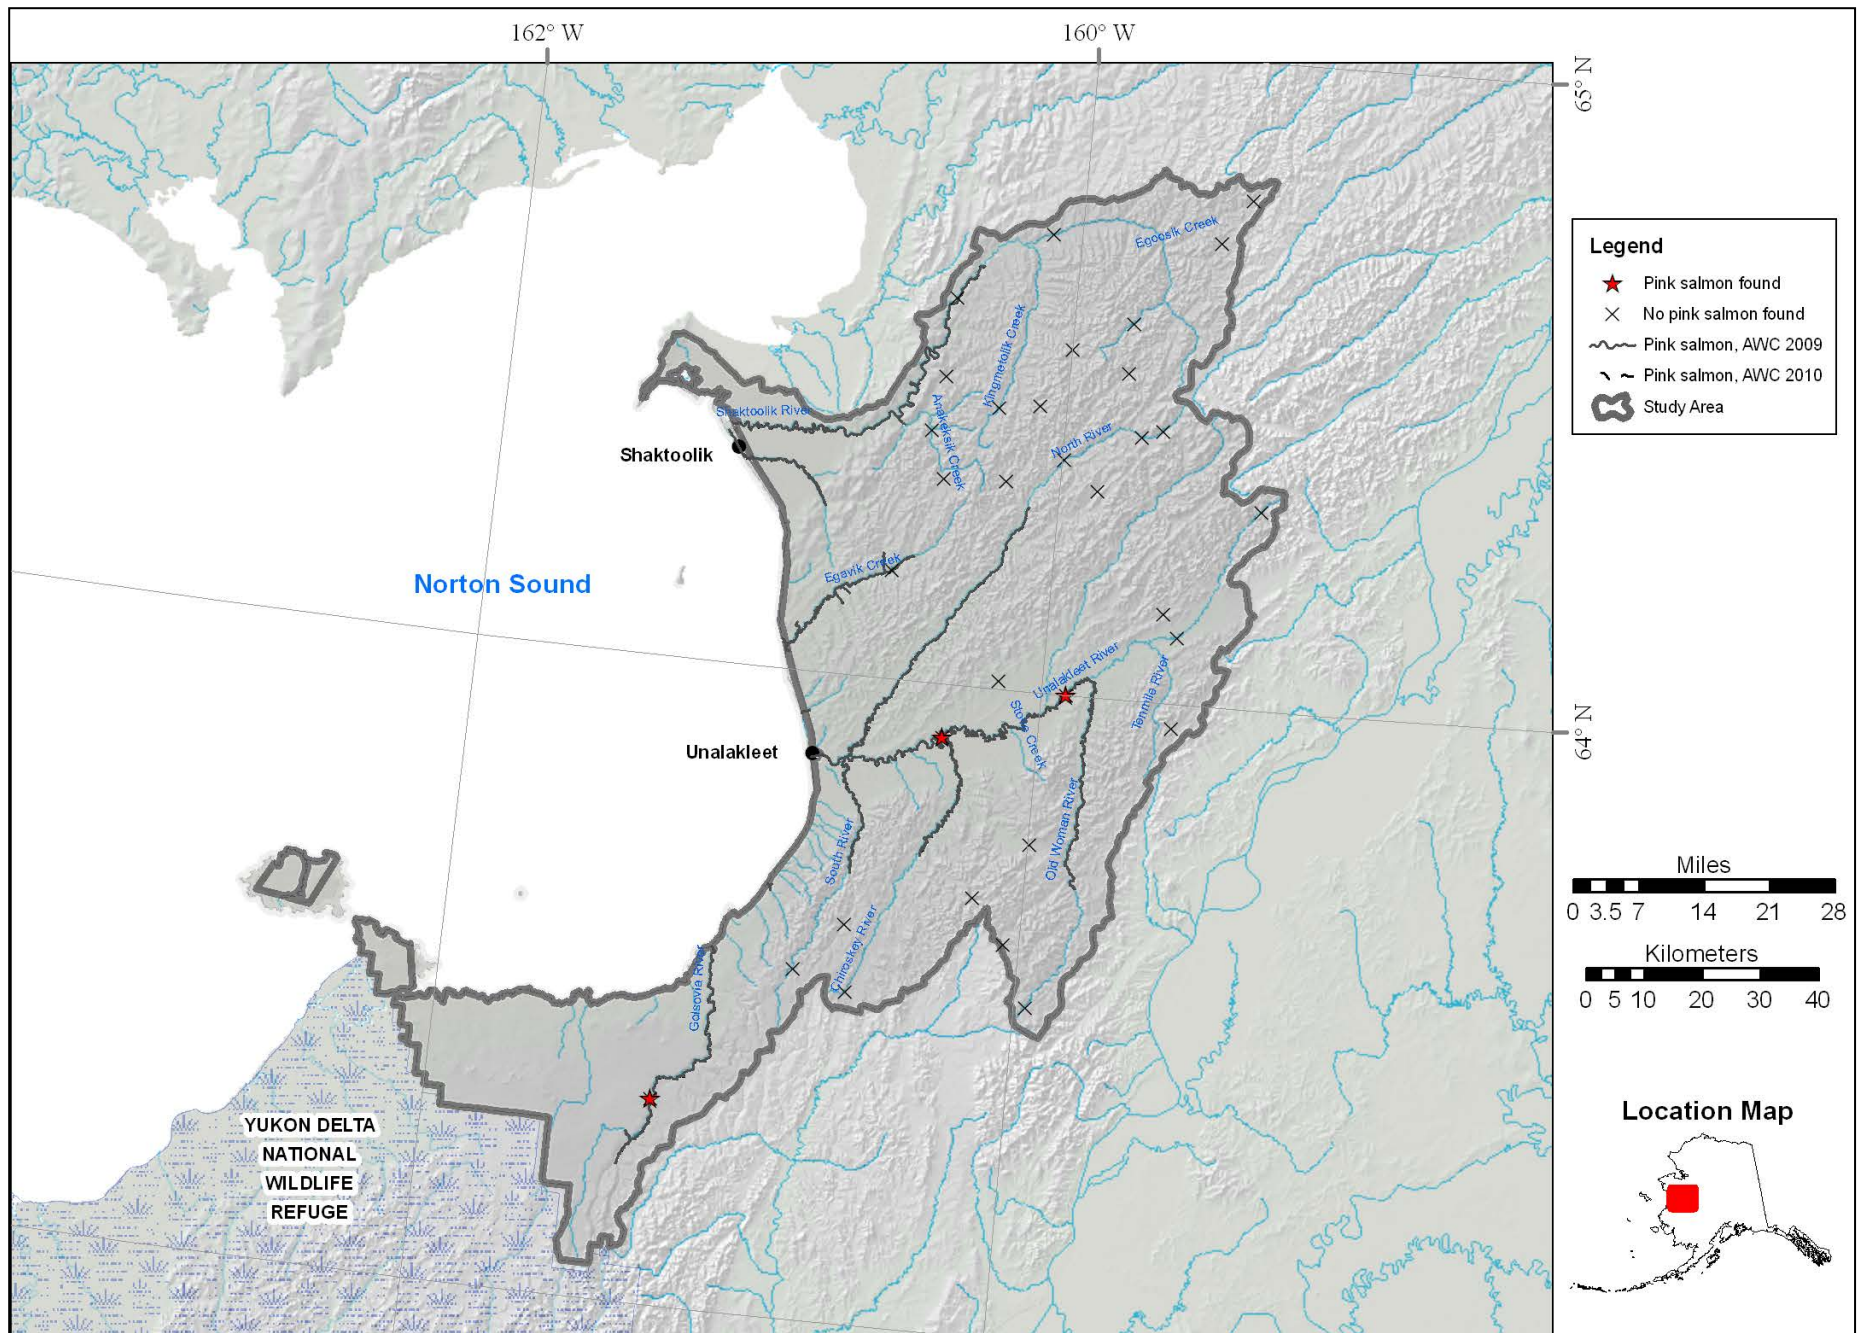 162° W
160° W
65° N
Legend
Pink salmon found
No pink salmon found
Pink salmon, AWC 2009
Pink salmon, AWC 2010
Study Area
Egoosik Creek
Kingmetolik Creek
Shaktoolik River
Anakeksik Creek
North River
Shaktoolik
Egavik Creek
Norton Sound
Unalakleet River
Tenmile River
Stove Creek
64° N
Unalakleet
Old Woman River
South River
Chiroskey River
Golsovia River
Miles
0 3.5 7 14 21 28
Kilometers
0 5 10 20 30 40
YUKON DELTA
NATIONAL
WILDLIFE
REFUGE
Location Map